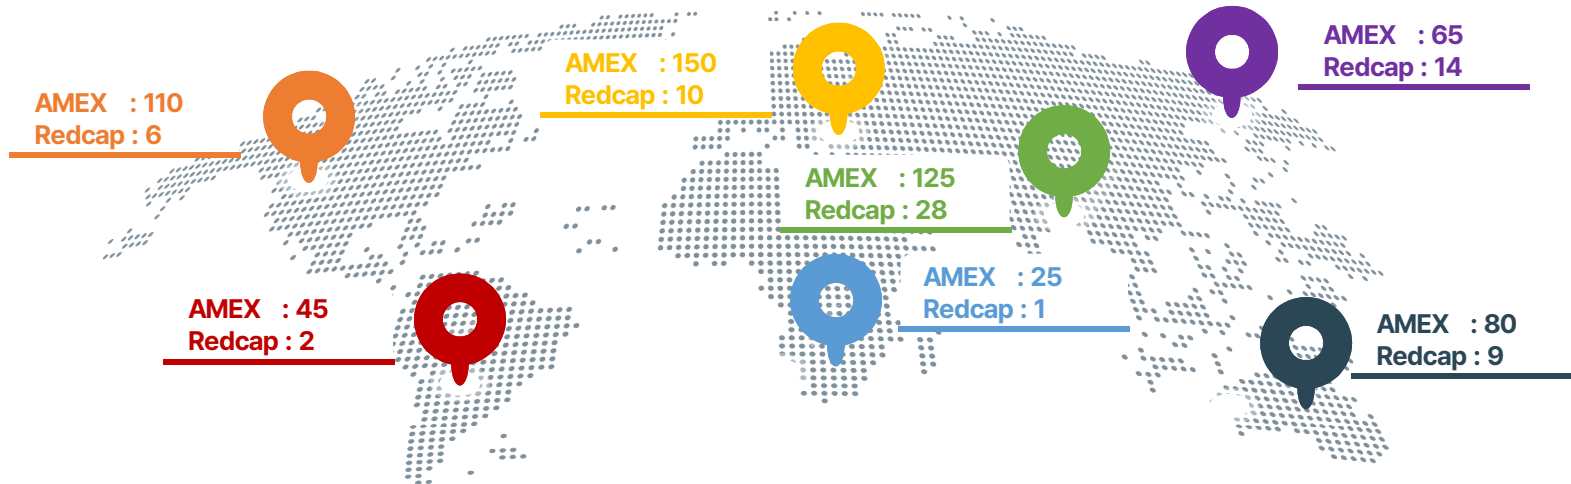 AMEX : 65
Redcap : 14
AMEX : 150
Redcap : 10
AMEX : 110
Redcap : 6
AMEX : 125
Redcap : 28
AMEX : 25
Redcap : 1
AMEX : 45
Redcap : 2
AMEX : 80
Redcap : 9